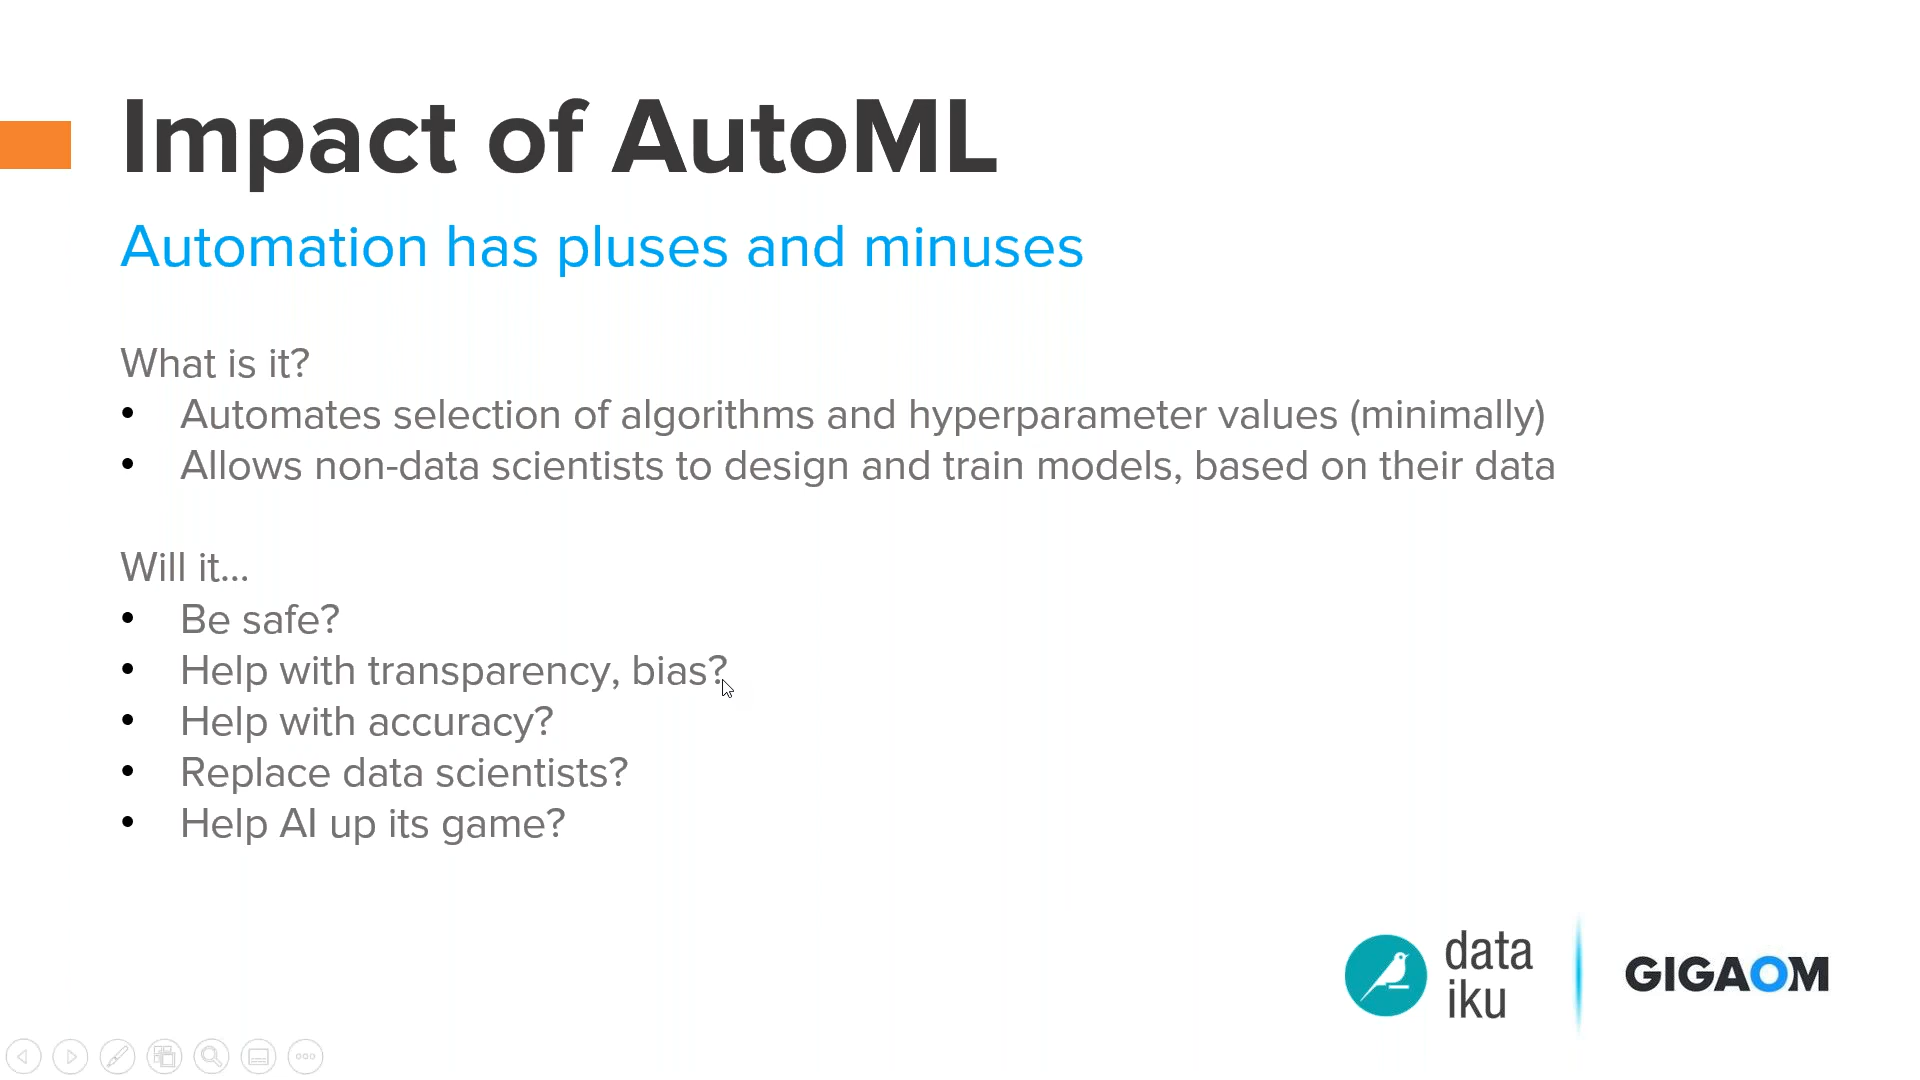 Impact of AutoML
Automation has pluses and minuses
What is it?
• Automates selection of algorithms and hyperparameter values (minimally)
• Allows non-data scientists to design and train models, based on their data
Will it...
• Be safe?
• Help with transparency, bias?
• Help with accuracy?
• Replace data scientists?
• Help AI up its game?
data
iku
GIGAOM